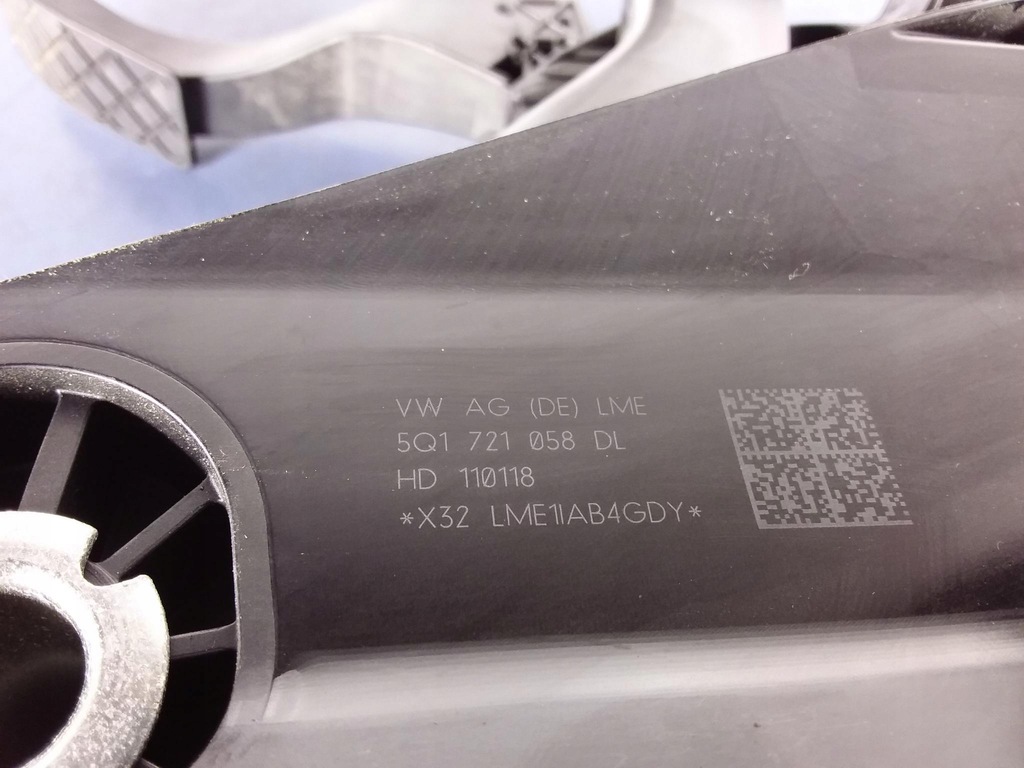 VW AG (DE) LME
5Q1 721 058 DL
HD 110118
*X32 LME1IAB4GDY*